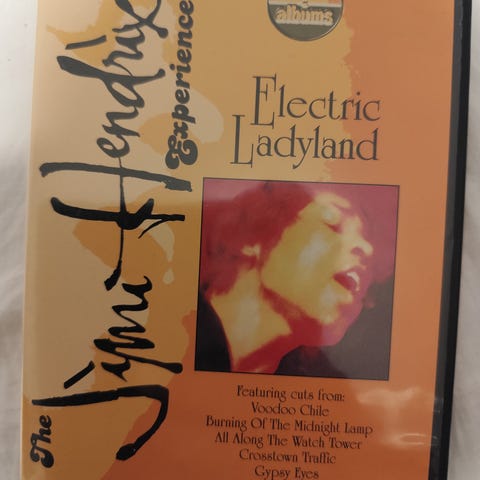 albums
The Jimi Hendrix
Experience
Electric
Ladyland
Featuring cuts from:
Voodoo Chile
Burning Of The Midnight Lamp
All Along The Watch Tower
Crosstown Traffic
Gypsy Eyes